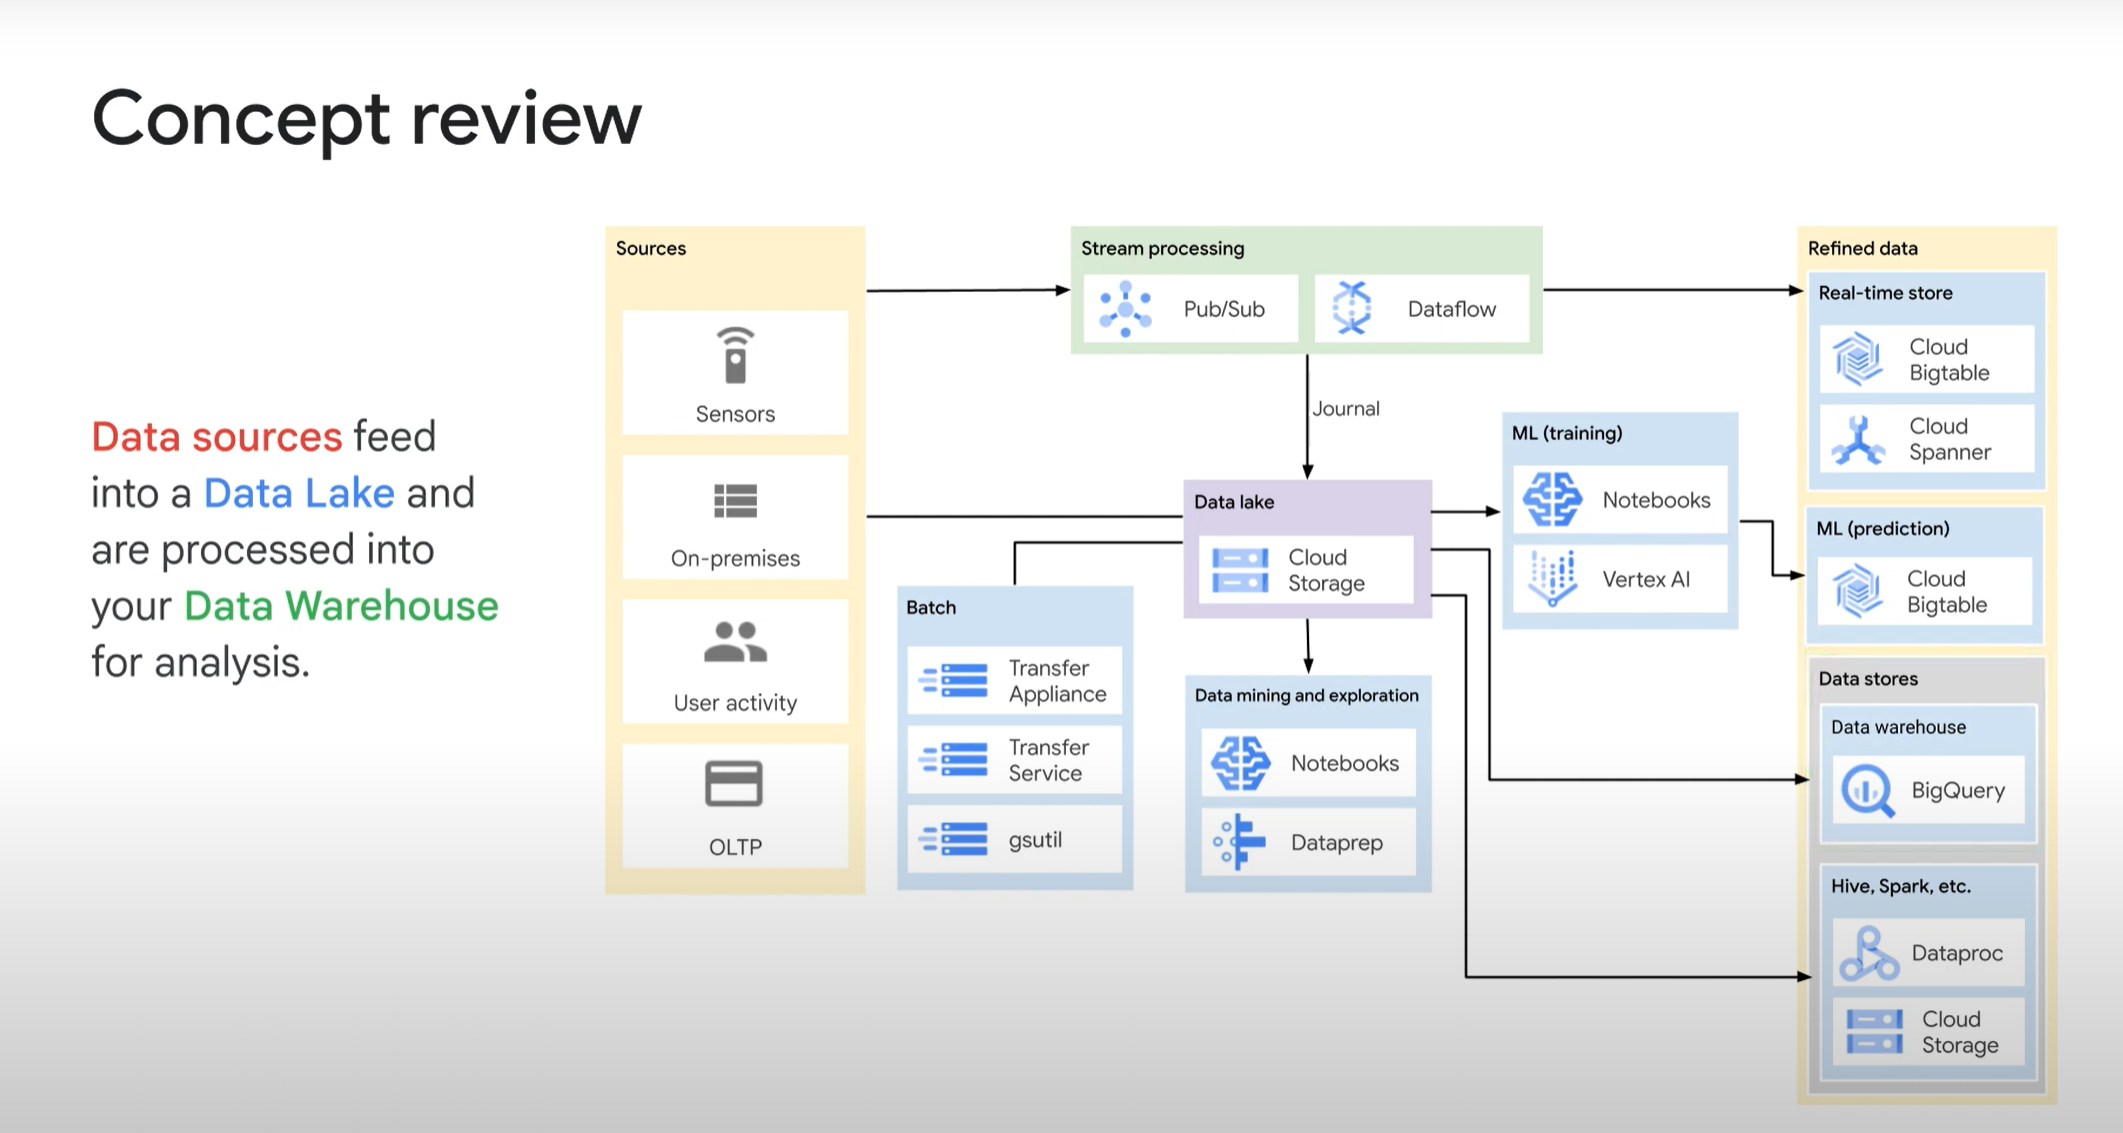 Concept review
Data sources feed
into a Data Lake and
are processed into
your Data Warehouse
for analysis.
Sources
Sensors
On-premises
User activity
OLTP
Stream processing
Pub/Sub
Dataflow
Journal
Batch
Transfer
Appliance
Transfer
Service
gsutil
Data lake
Cloud
Storage
Data mining and exploration
Notebooks
Dataprep
ML (training)
Notebooks
Vertex AI
Refined data
Real-time store
Cloud
Bigtable
Cloud
Spanner
ML (prediction)
Cloud
Bigtable
Data stores
Data warehouse
BigQuery
Hive, Spark, etc.
Dataproc
Cloud
Storage